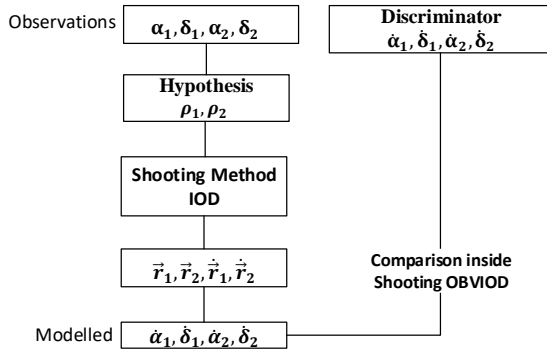 Observations
α₁, δ₁, α₂, δ₂
Discriminator
α̇₁, δ̇₁, α̇₂, δ̇₂
Hypothesis
ρ₁, ρ₂
Shooting Method
IOD
r⃗₁, r⃗₂, ṙ⃗₁, ṙ⃗₂
Comparison inside
Shooting OBVIOD
Modelled
α̇₁, δ̇₁, α̇₂, δ̇₂